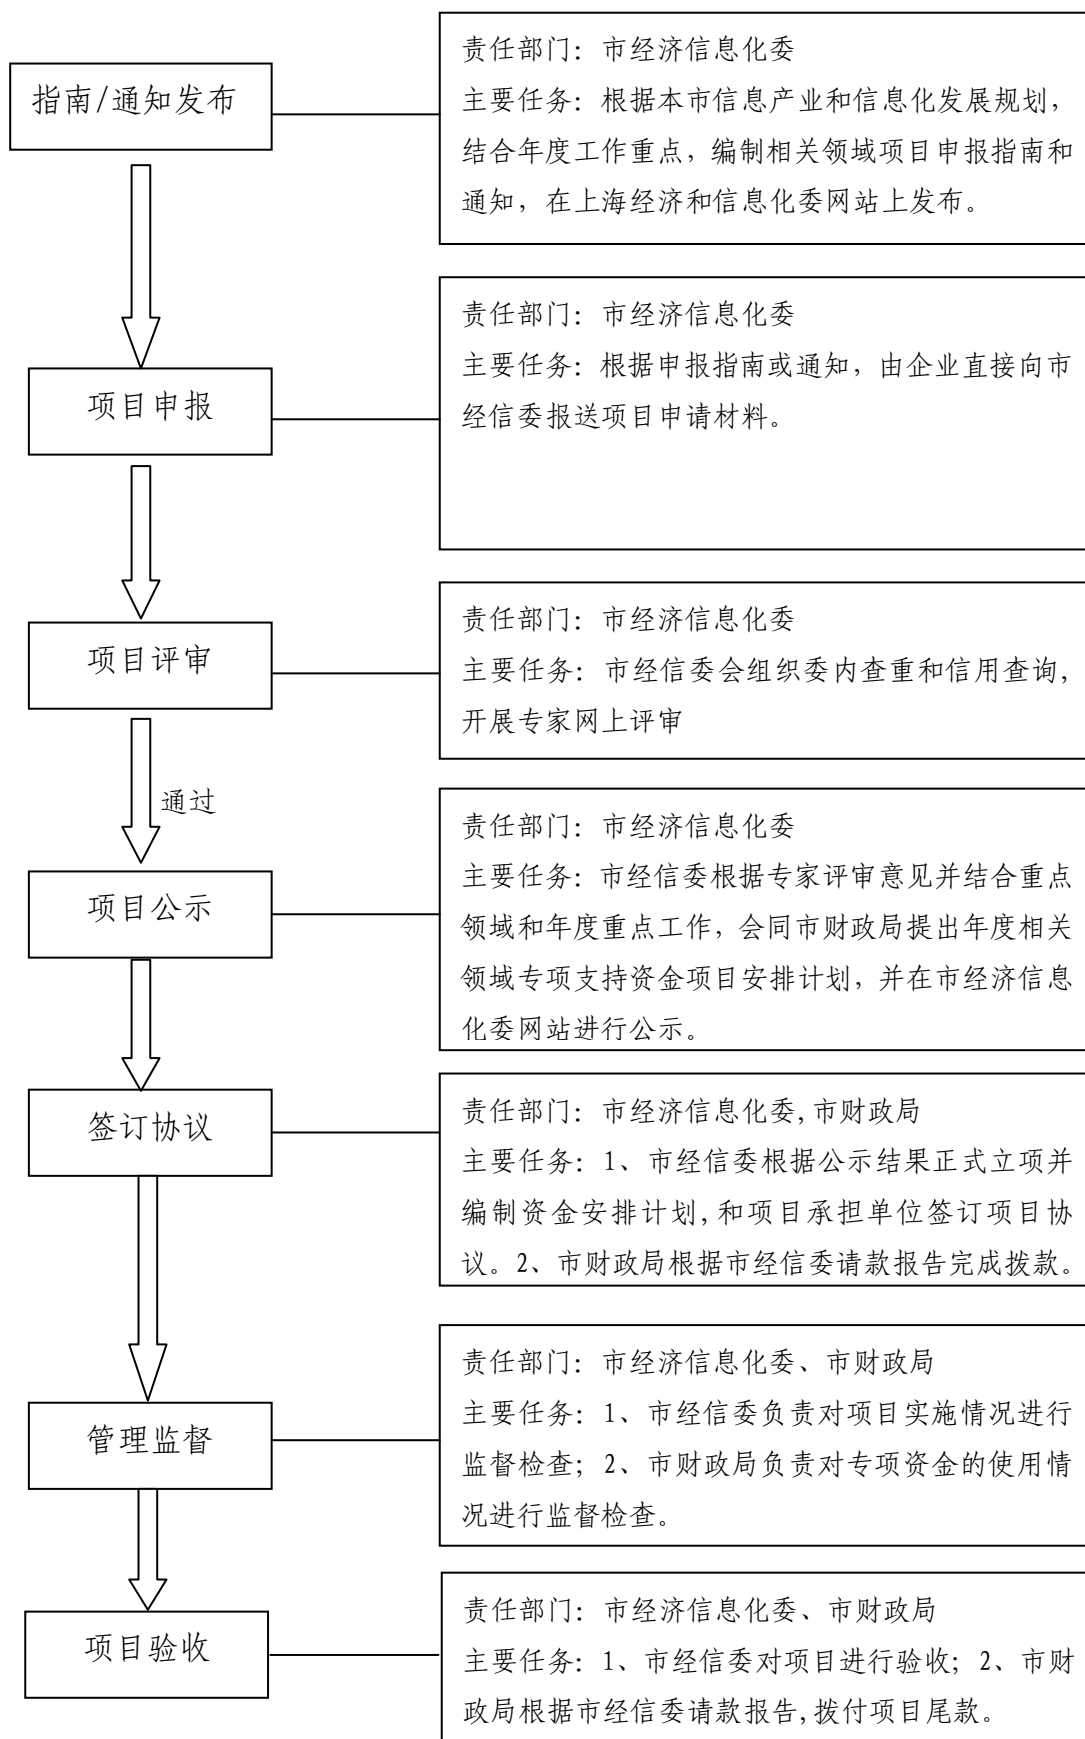 指南/通知发布
责任部门：市经济信息化委
主要任务：根据本市信息产业和信息化发展规划，
结合年度工作重点，编制相关领域项目申报指南和
通知，在上海经济和信息化委网站上发布。
项目申报
责任部门：市经济信息化委
主要任务：根据申报指南或通知，由企业直接向市
经信委报送项目申请材料。
项目评审
责任部门：市经济信息化委
主要任务：市经信委会组织委内查重和信用查询，
开展专家网上评审
通过
项目公示
责任部门：市经济信息化委
主要任务：市经信委根据专家评审意见并结合重点
领域和年度重点工作，会同市财政局提出年度相关
领域专项支持资金项目安排计划，并在市经济信息
化委网站进行公示。
签订协议
责任部门：市经济信息化委,市财政局
主要任务：1、市经信委根据公示结果正式立项并
编制资金安排计划,和项目承担单位签订项目协
议。2、市财政局根据市经信委请款报告完成拨款。
管理监督
责任部门：市经济信息化委、市财政局
主要任务：1、市经信委负责对项目实施情况进行
监督检查；2、市财政局负责对专项资金的使用情
况进行监督检查。
项目验收
责任部门：市经济信息化委、市财政局
主要任务：1、市经信委对项目进行验收；2、市财
政局根据市经信委请款报告,拨付项目尾款。